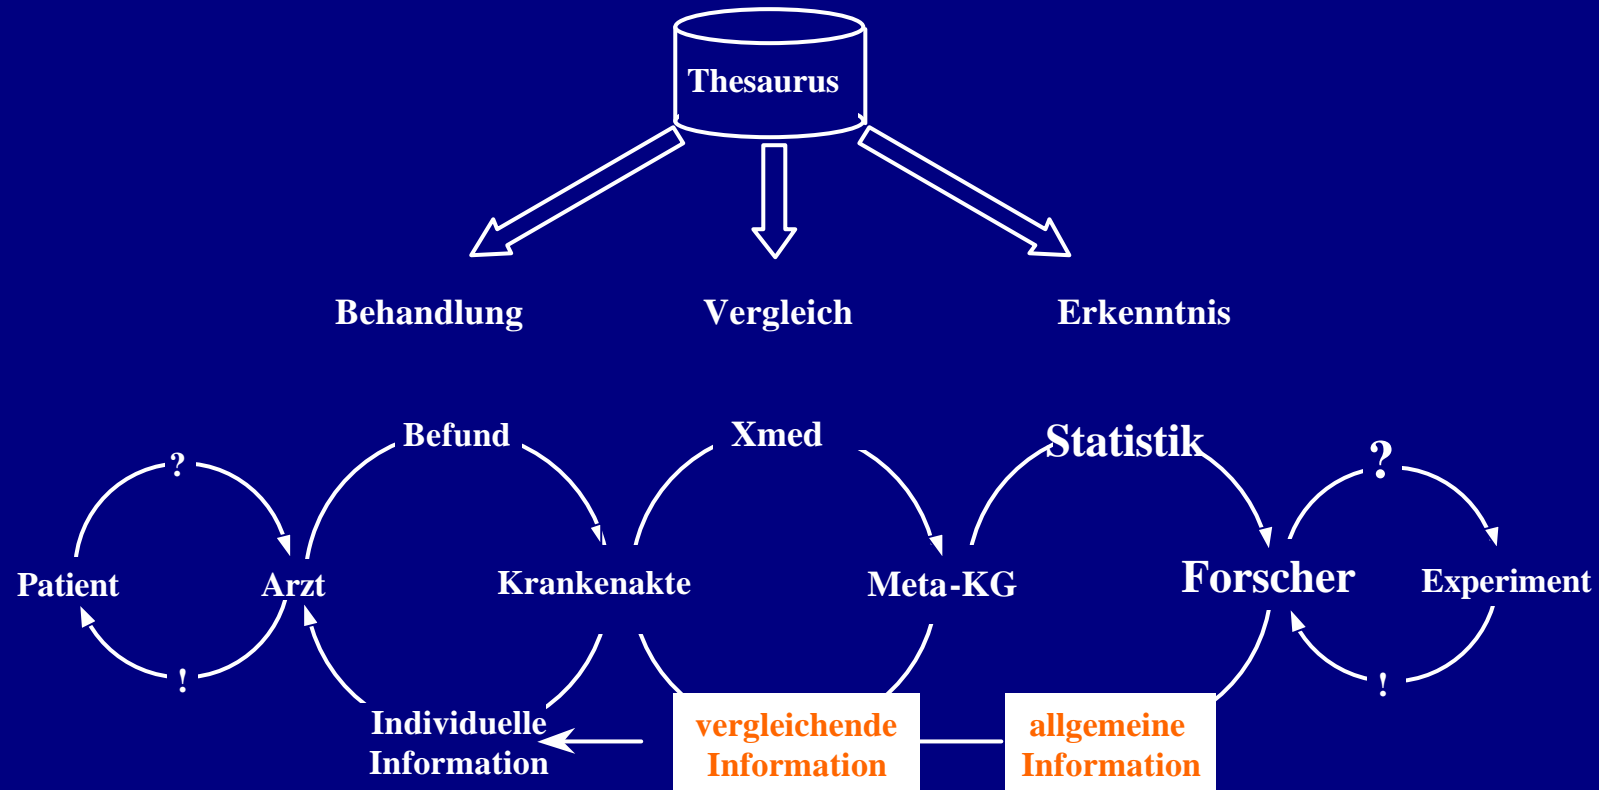 Thesaurus
Behandlung Vergleich Erkenntnis
Befund Xmed Statistik
? ?
Patient Arzt Krankenakte Meta-KG Forscher Experiment
! !
Individuelle vergleichende allgemeine
Information Information Information